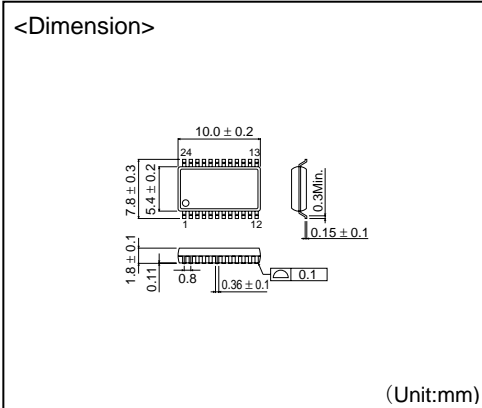 <Dimension>
10.0 ± 0.2
24
13
7.8 ± 0.3
5.4 ± 0.2
0.3Min.
1
12
0.15 ± 0.1
1.8 ± 0.1
0.11
0.8
0.36 ± 0.1
0.1
（Unit:mm)